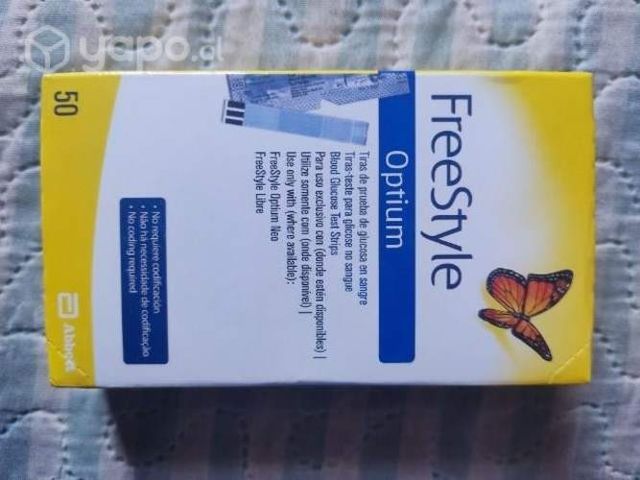 yapo.cl
FreeStyle
Optium
Tiras de prueba de glucosa en sangre
Tiras-teste para glicose no sangue
Blood Glucose Test Strips
Para uso exclusivo con (donde estén disponibles) |
Utilize somente com (onde disponível) |
Use only with (where available):
FreeStyle Optium Neo
FreeStyle Libre
• No requiere codificación
• Não há necessidade de codificação
• No coding required
50
Abbott